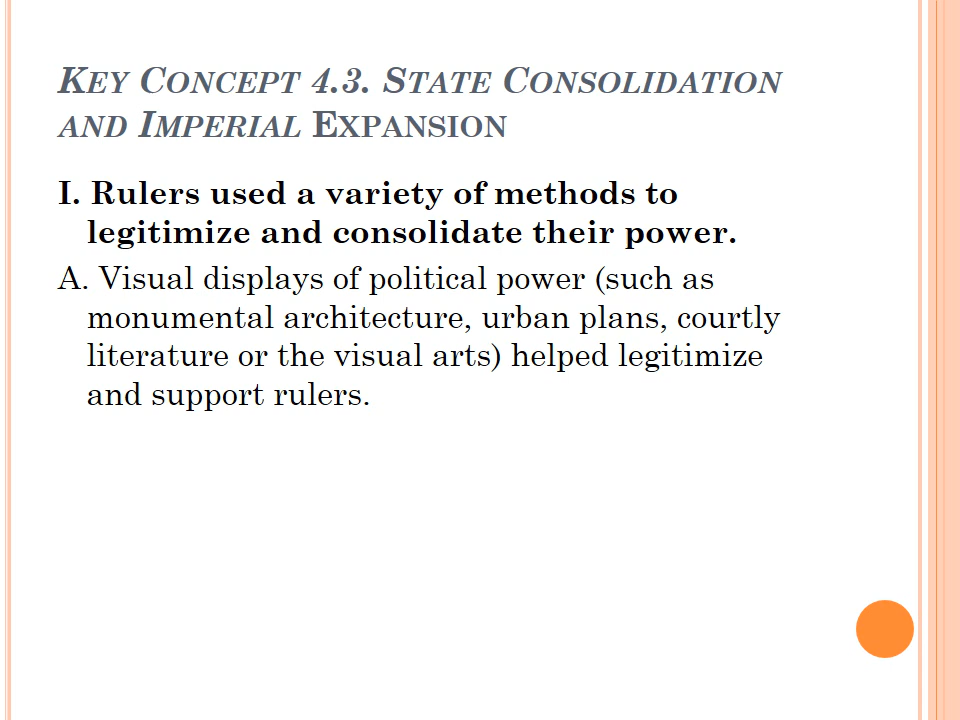 KEY CONCEPT 4.3. STATE CONSOLIDATION
AND IMPERIAL EXPANSION
I. Rulers used a variety of methods to
legitimize and consolidate their power.
A. Visual displays of political power (such as
monumental architecture, urban plans, courtly
literature or the visual arts) helped legitimize
and support rulers.